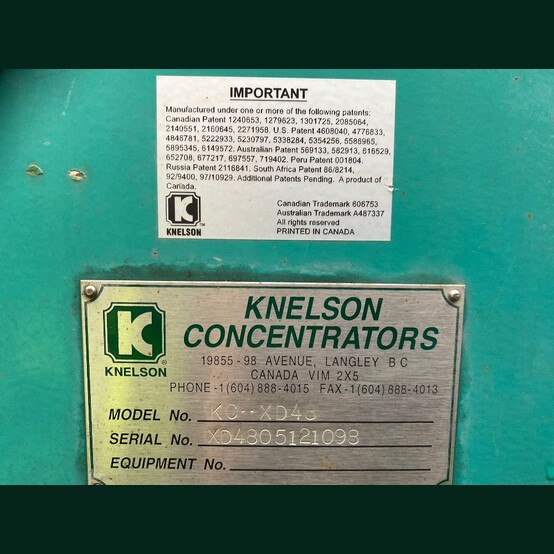 IMPORTANT
Manufactured under one or more of the following patents:
Canadian Patent 1240653, 1279623, 1301725, 2085064,
2140551, 2160645, 2271958. U.S. Patent 4608040, 4776833,
4846781, 5222933, 5230797, 5338284, 5354256, 5586965,
5895345, 6149572. Australian Patent 569133, 582913, 616529,
652708, 677217, 697557, 719402. Peru Patent 001804.
Russia Patent 2116841. South Africa Patent 86/8214,
92/9400, 97/10929. Additional Patents Pending. A product of
Canada.
K
TM
KNELSON
Canadian Trademark 606753
Australian Trademark A487337
All rights reserved
PRINTED IN CANADA
K
®
KNELSON
KNELSON
CONCENTRATORS
19855 - 98 AVENUE, LANGLEY B C
CANADA VIM 2X5
PHONE - 1 (604) 888-4015 FAX - 1 (604) 888-4013
MODEL No. KC--XD48
SERIAL No. XD4805121098
EQUIPMENT No.